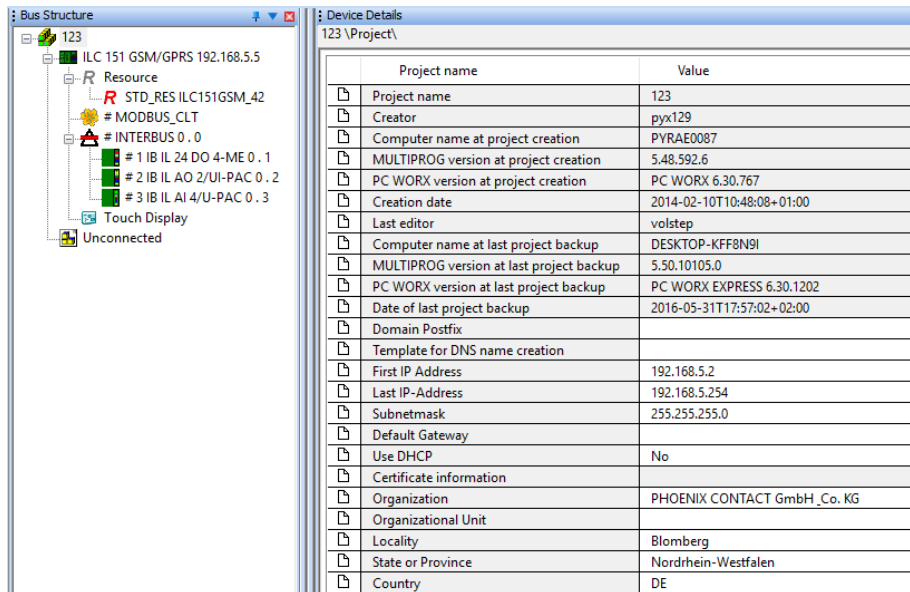 Bus Structure
123
ILC 151 GSM/GPRS 192.168.5.5
Resource
STD_RES ILC151GSM_42
# MODBUS_CLT
# INTERBUS 0 . 0
# 1 IB IL 24 DO 4-ME 0 . 1
# 2 IB IL AO 2/UI-PAC 0 . 2
# 3 IB IL AI 4/U-PAC 0 . 3
Touch Display
Unconnected
Device Details
123 \Project\
Project name Value
Project name 123
Creator pyx129
Computer name at project creation PYRAE0087
MULTIPROG version at project creation 5.48.592.6
PC WORX version at project creation PC WORX 6.30.767
Creation date 2014-02-10T10:48:08+01:00
Last editor volstep
Computer name at last project backup DESKTOP-KFF8N9I
MULTIPROG version at last project backup 5.50.10105.0
PC WORX version at last project backup PC WORX EXPRESS 6.30.1202
Date of last project backup 2016-05-31T17:57:02+02:00
Domain Postfix
Template for DNS name creation
First IP Address 192.168.5.2
Last IP-Address 192.168.5.254
Subnetmask 255.255.255.0
Default Gateway
Use DHCP No
Certificate information
Organization PHOENIX CONTACT GmbH _Co. KG
Organizational Unit
Locality Blomberg
State or Province Nordrhein-Westfalen
Country DE